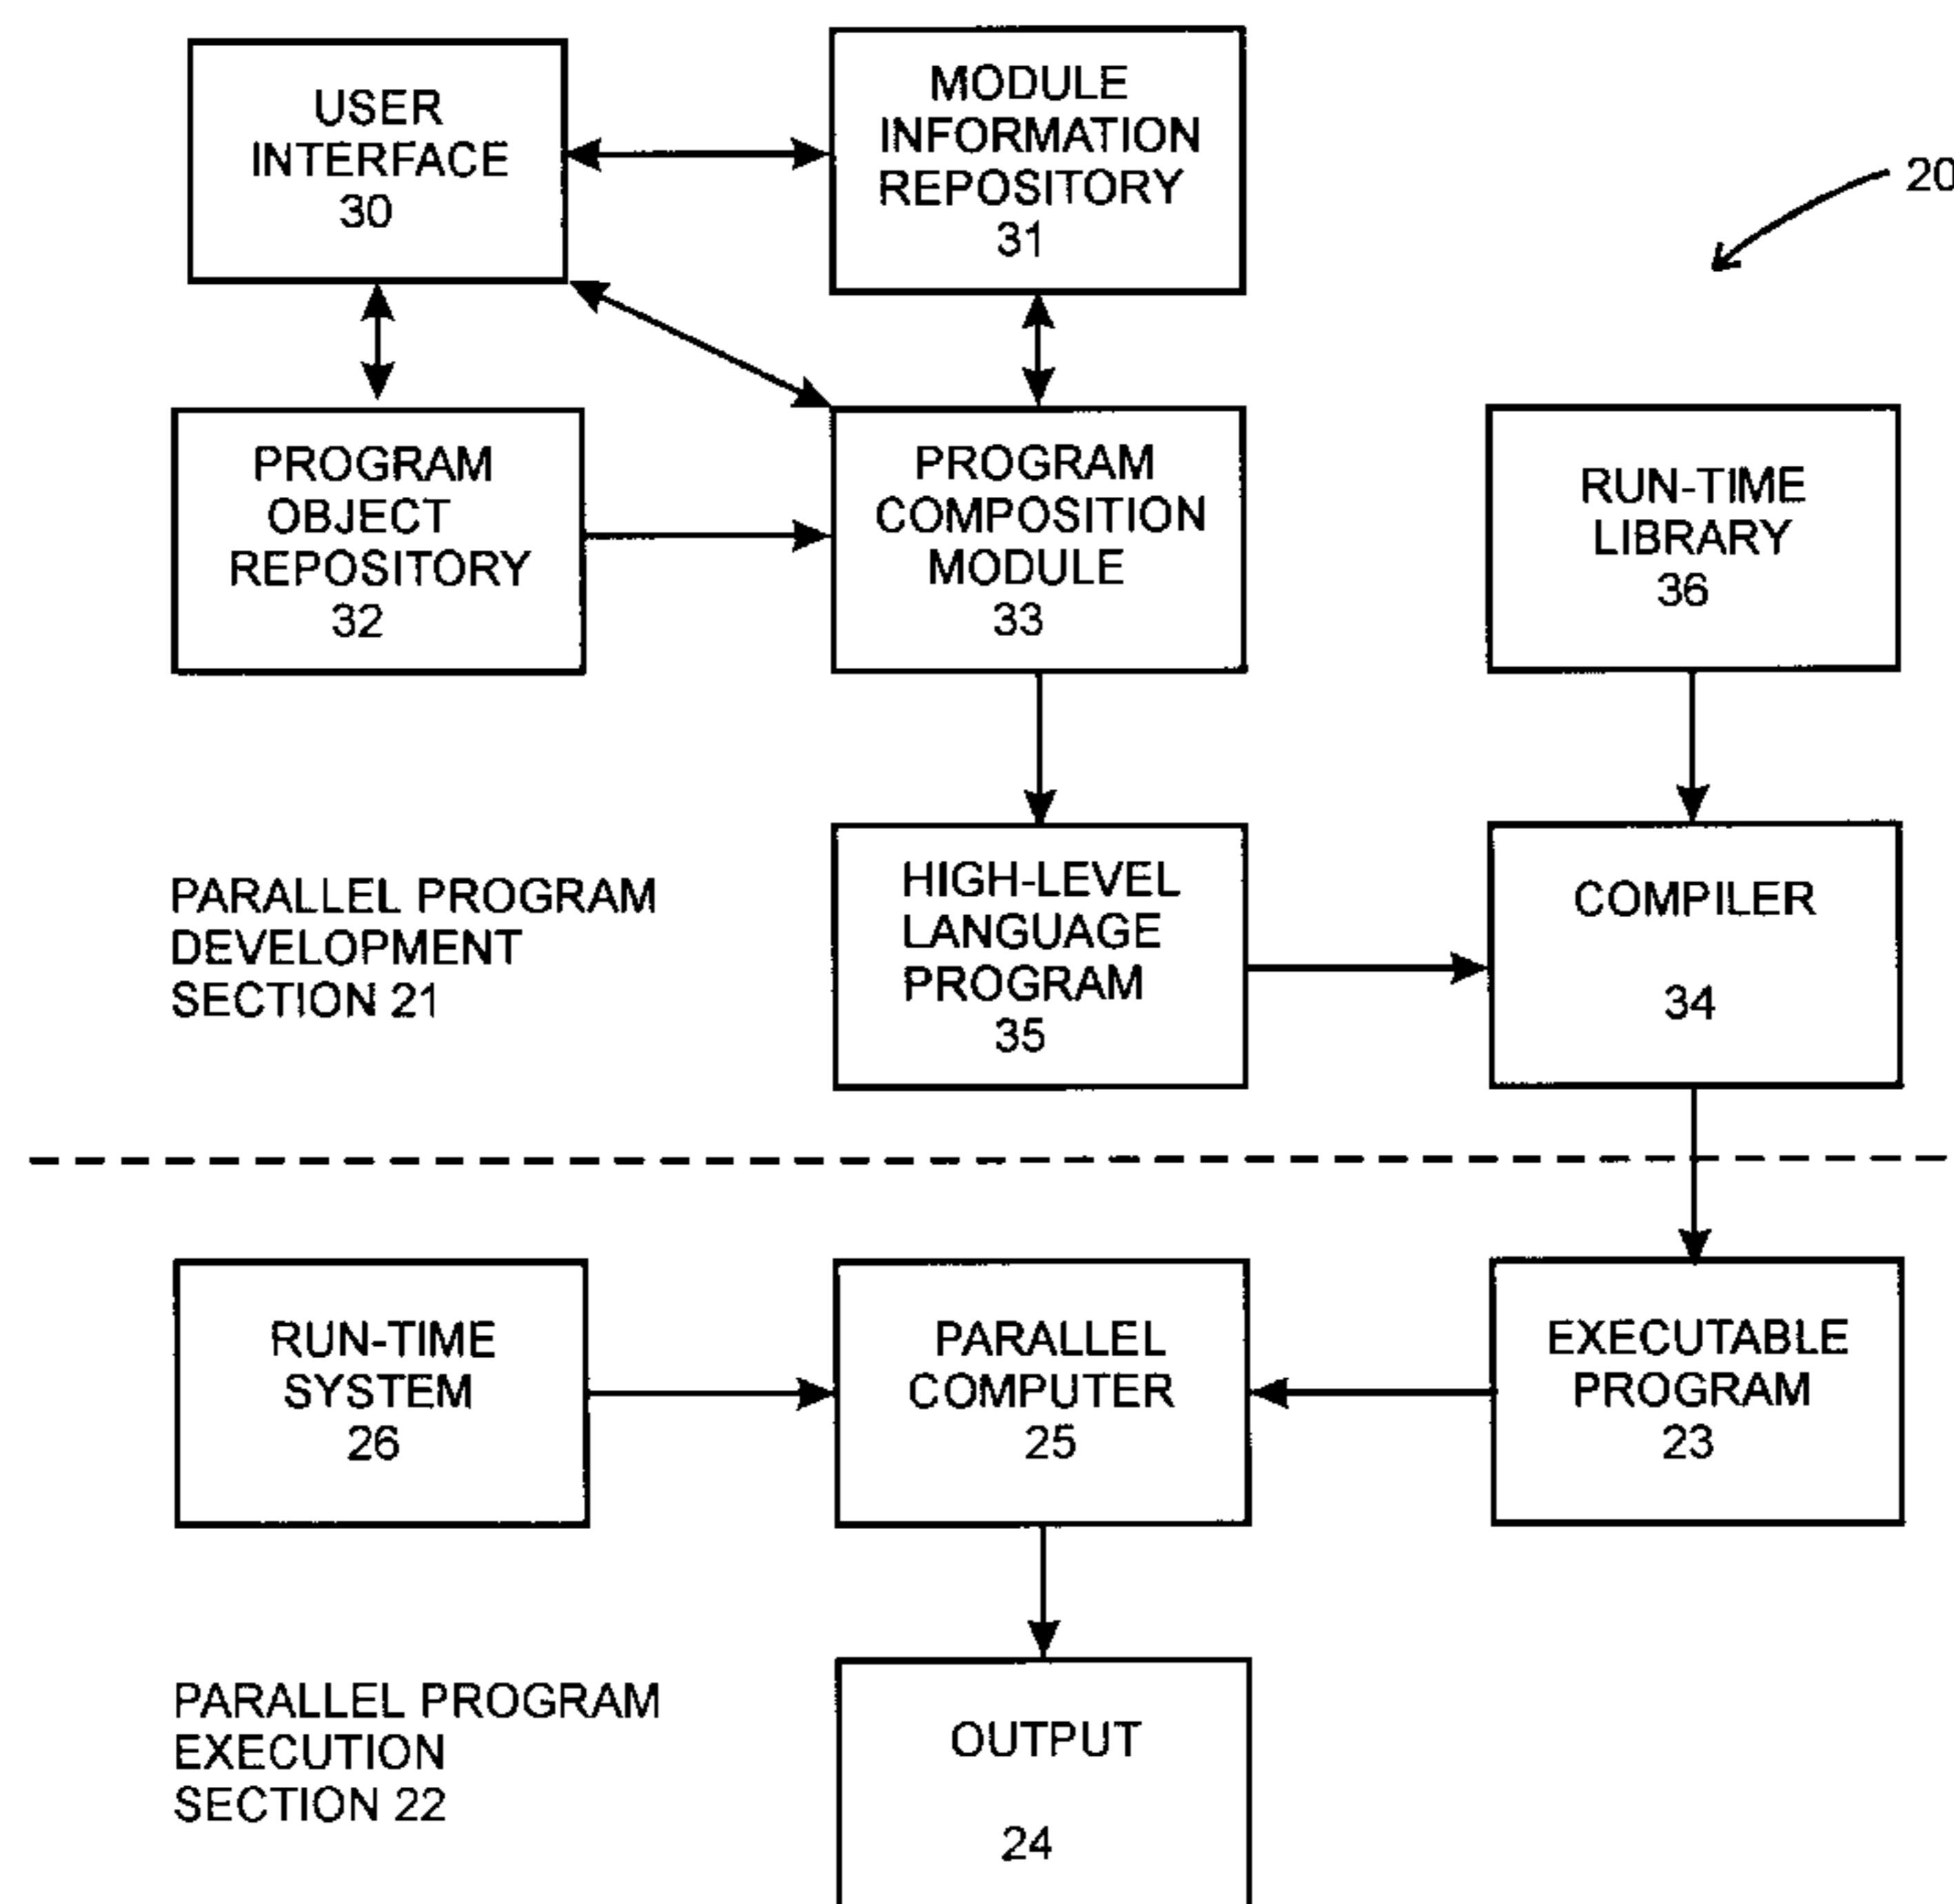 USER
INTERFACE
30
MODULE
INFORMATION
REPOSITORY
31
20
PROGRAM
OBJECT
REPOSITORY
32
PROGRAM
COMPOSITION
MODULE
33
RUN-TIME
LIBRARY
36
PARALLEL PROGRAM
DEVELOPMENT
SECTION 21
HIGH-LEVEL
LANGUAGE
PROGRAM
35
COMPILER
34
RUN-TIME
SYSTEM
26
PARALLEL
COMPUTER
25
EXECUTABLE
PROGRAM
23
PARALLEL PROGRAM
EXECUTION
SECTION 22
OUTPUT
24